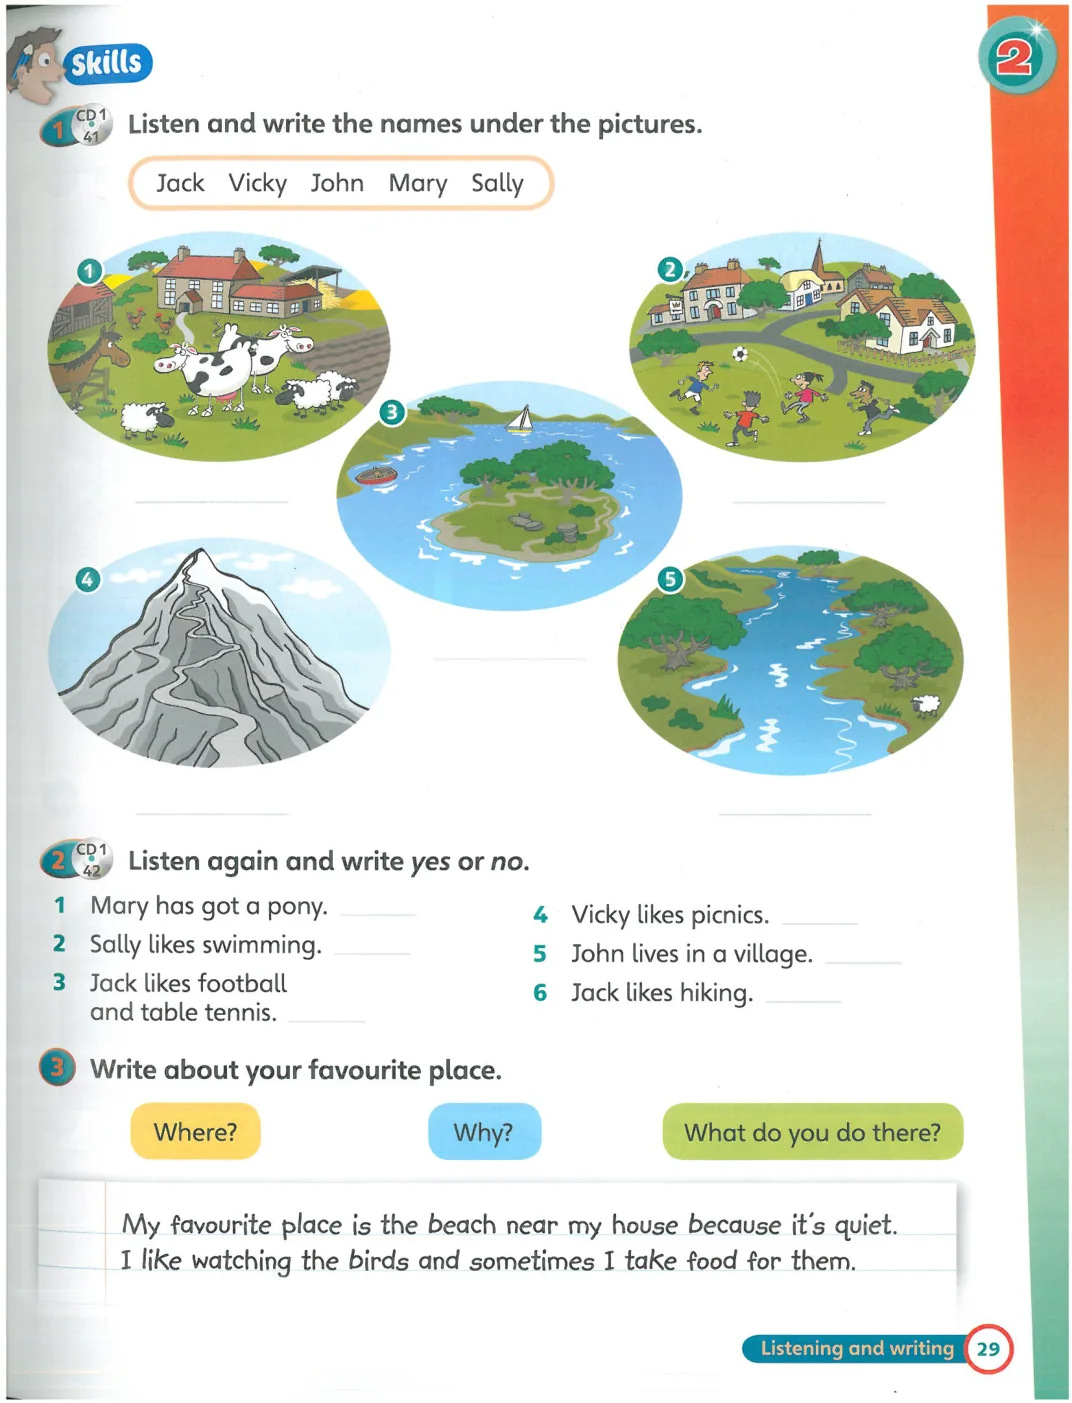 Skills
2
1 CD1 41 Listen and write the names under the pictures.
Jack Vicky John Mary Sally
1
2
3
4
5
2 CD1 42 Listen again and write yes or no.
1 Mary has got a pony.
2 Sally likes swimming.
3 Jack likes football
and table tennis.
4 Vicky likes picnics.
5 John lives in a village.
6 Jack likes hiking.
3 Write about your favourite place.
Where? Why? What do you do there?
My favourite place is the beach near my house because it's quiet.
I like watching the birds and sometimes I take food for them.
Listening and writing 29